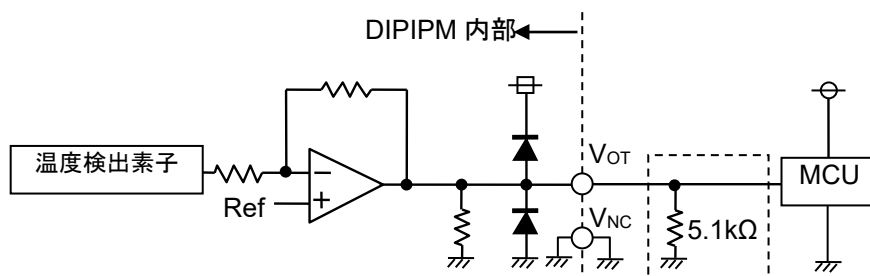 DIPIPM 内部
温度検出素子
Ref
−
+
VOT
VNC
5.1kΩ
MCU